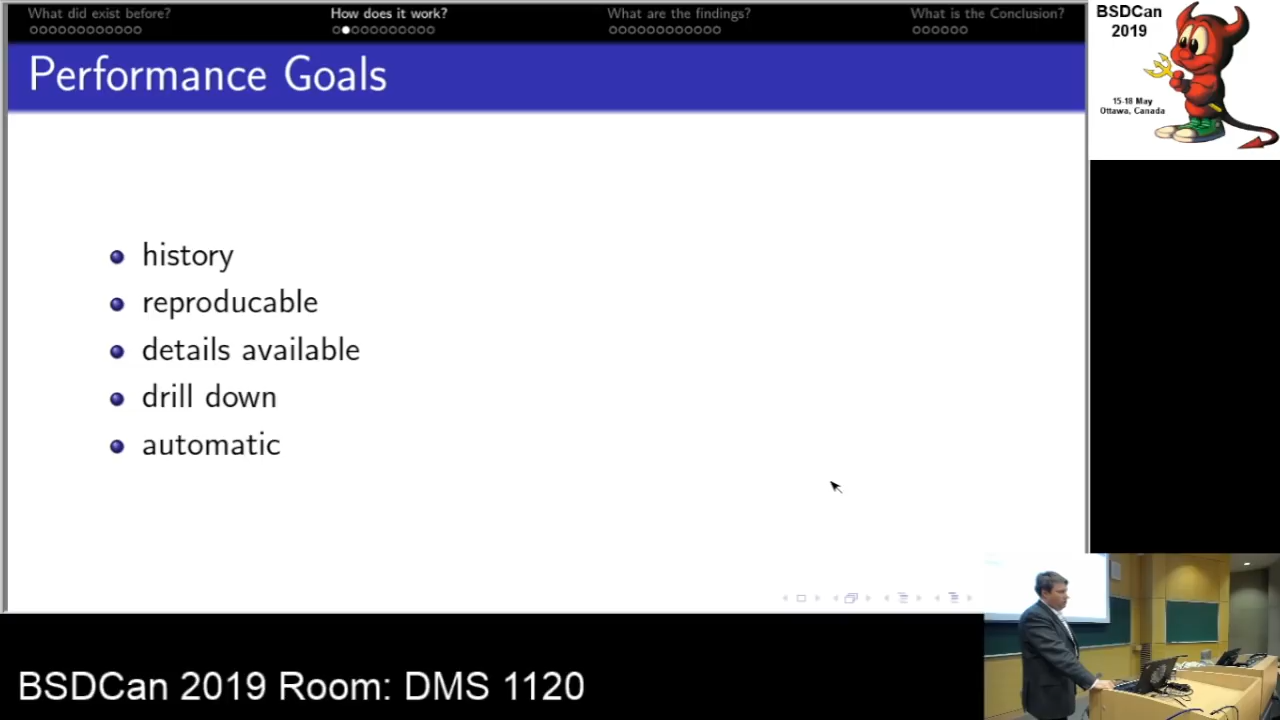 What did exist before?
How does it work?
What are the findings?
What is the Conclusion?
Performance Goals
history
reproducable
details available
drill down
automatic
BSDCan
2019
15-18 May
Ottawa, Canada
BSDCan 2019 Room: DMS 1120